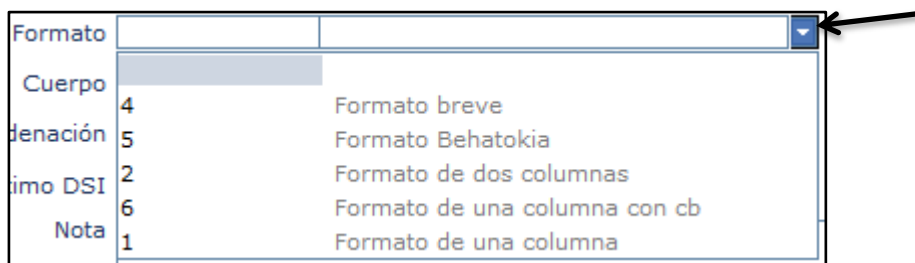 Formato
Cuerpo
4 Formato breve
denación 5 Formato Behatokia
timo DSI 2 Formato de dos columnas
6 Formato de una columna con cb
Nota 1 Formato de una columna